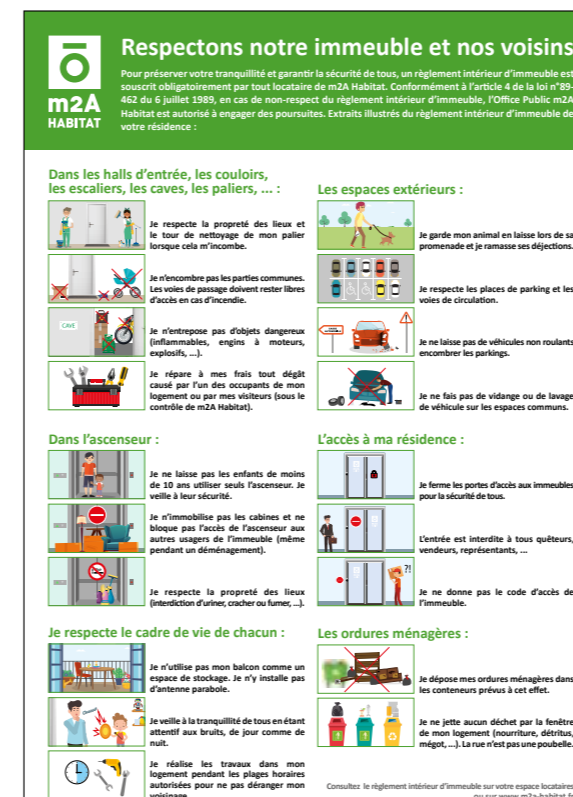 m2A
HABITAT
Respectons notre immeuble et nos voisins
Pour préserver votre tranquillité et garantir la sécurité de tous, un règlement intérieur d'immeuble est
souscrit obligatoirement par tout locataire de m2A Habitat. Conformément à l'article 4 de la loi n°89-
462 du 6 juillet 1989, en cas de non-respect du règlement intérieur d'immeuble, l'Office Public m2A
Habitat est autorisé à engager des poursuites. Extraits illustrés du règlement intérieur d'immeuble de
votre résidence :
Dans les halls d'entrée, les couloirs,
les escaliers, les caves, les paliers, ... :
Je respecte la propreté des lieux et
le tour de nettoyage de mon palier
lorsque cela m'incombe.
Je n'encombre pas les parties communes.
Les voies de passage doivent rester libres
d'accès en cas d'incendie.
CAVE
Je n'entrepose pas d'objets dangereux
(inflammables, engins à moteurs,
explosifs, ...).
Je répare à mes frais tout dégât
causé par l'un des occupants de mon
logement ou par mes visiteurs (sous le
contrôle de m2A Habitat).
Les espaces extérieurs :
Je garde mon animal en laisse lors de sa
promenade et je ramasse ses déjections.
Je respecte les places de parking et les
voies de circulation.
Je ne laisse pas de véhicules non roulants
encombrer les parkings.
Je ne fais pas de vidange ou de lavage
de véhicule sur les espaces communs.
Dans l'ascenseur :
Je ne laisse pas les enfants de moins
de 10 ans utiliser seuls l'ascenseur. Je
veille à leur sécurité.
Je n'immobilise pas les cabines et ne
bloque pas l'accès de l'ascenseur aux
autres usagers de l'immeuble (même
pendant un déménagement).
Je respecte la propreté des lieux
(interdiction d'uriner, cracher ou fumer, ...).
L'accès à ma résidence :
Je ferme les portes d'accès aux immeubles
pour la sécurité de tous.
L'entrée est interdite à tous quêteurs,
vendeurs, représentants, ...
?!
Je ne donne pas le code d'accès de
l'immeuble.
Je respecte le cadre de vie de chacun :
Je n'utilise pas mon balcon comme un
espace de stockage. Je n'y installe pas
d'antenne parabole.
Je veille à la tranquillité de tous en étant
attentif aux bruits, de jour comme de
nuit.
Je réalise les travaux dans mon
logement pendant les plages horaires
autorisées pour ne pas déranger mon
voisinage.
Les ordures ménagères :
Je dépose mes ordures ménagères dans
les conteneurs prévus à cet effet.
Je ne jette aucun déchet par la fenêtre
de mon logement (nourriture, détritus,
mégot, ...). La rue n'est pas une poubelle.
Consultez le règlement intérieur d'immeuble sur votre espace locataires
ou sur www.m2a-habitat.fr